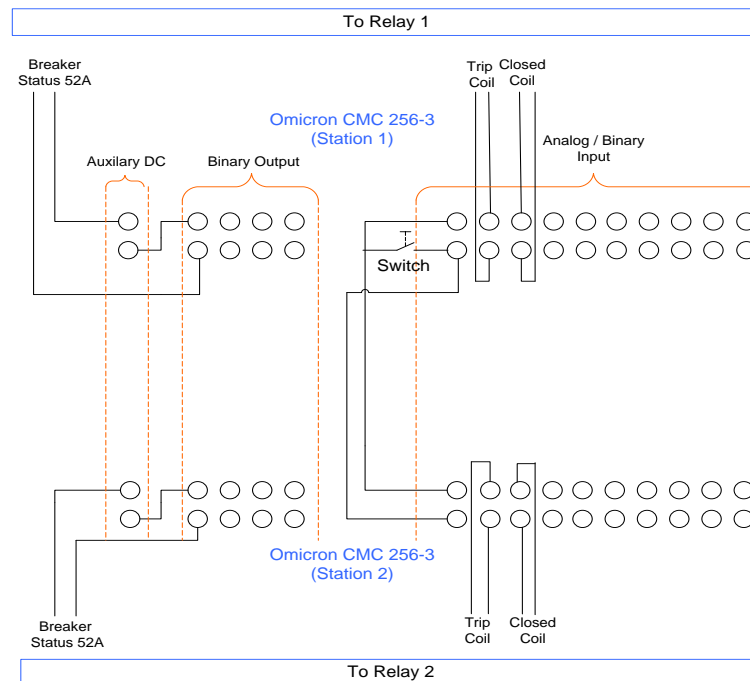 To Relay 1
Breaker
Status 52A
Trip
Coil
Closed
Coil
Omicron CMC 256-3
(Station 1)
Analog / Binary
Input
Auxilary DC
Binary Output
Switch
Omicron CMC 256-3
(Station 2)
Breaker
Status 52A
Trip
Coil
Closed
Coil
To Relay 2